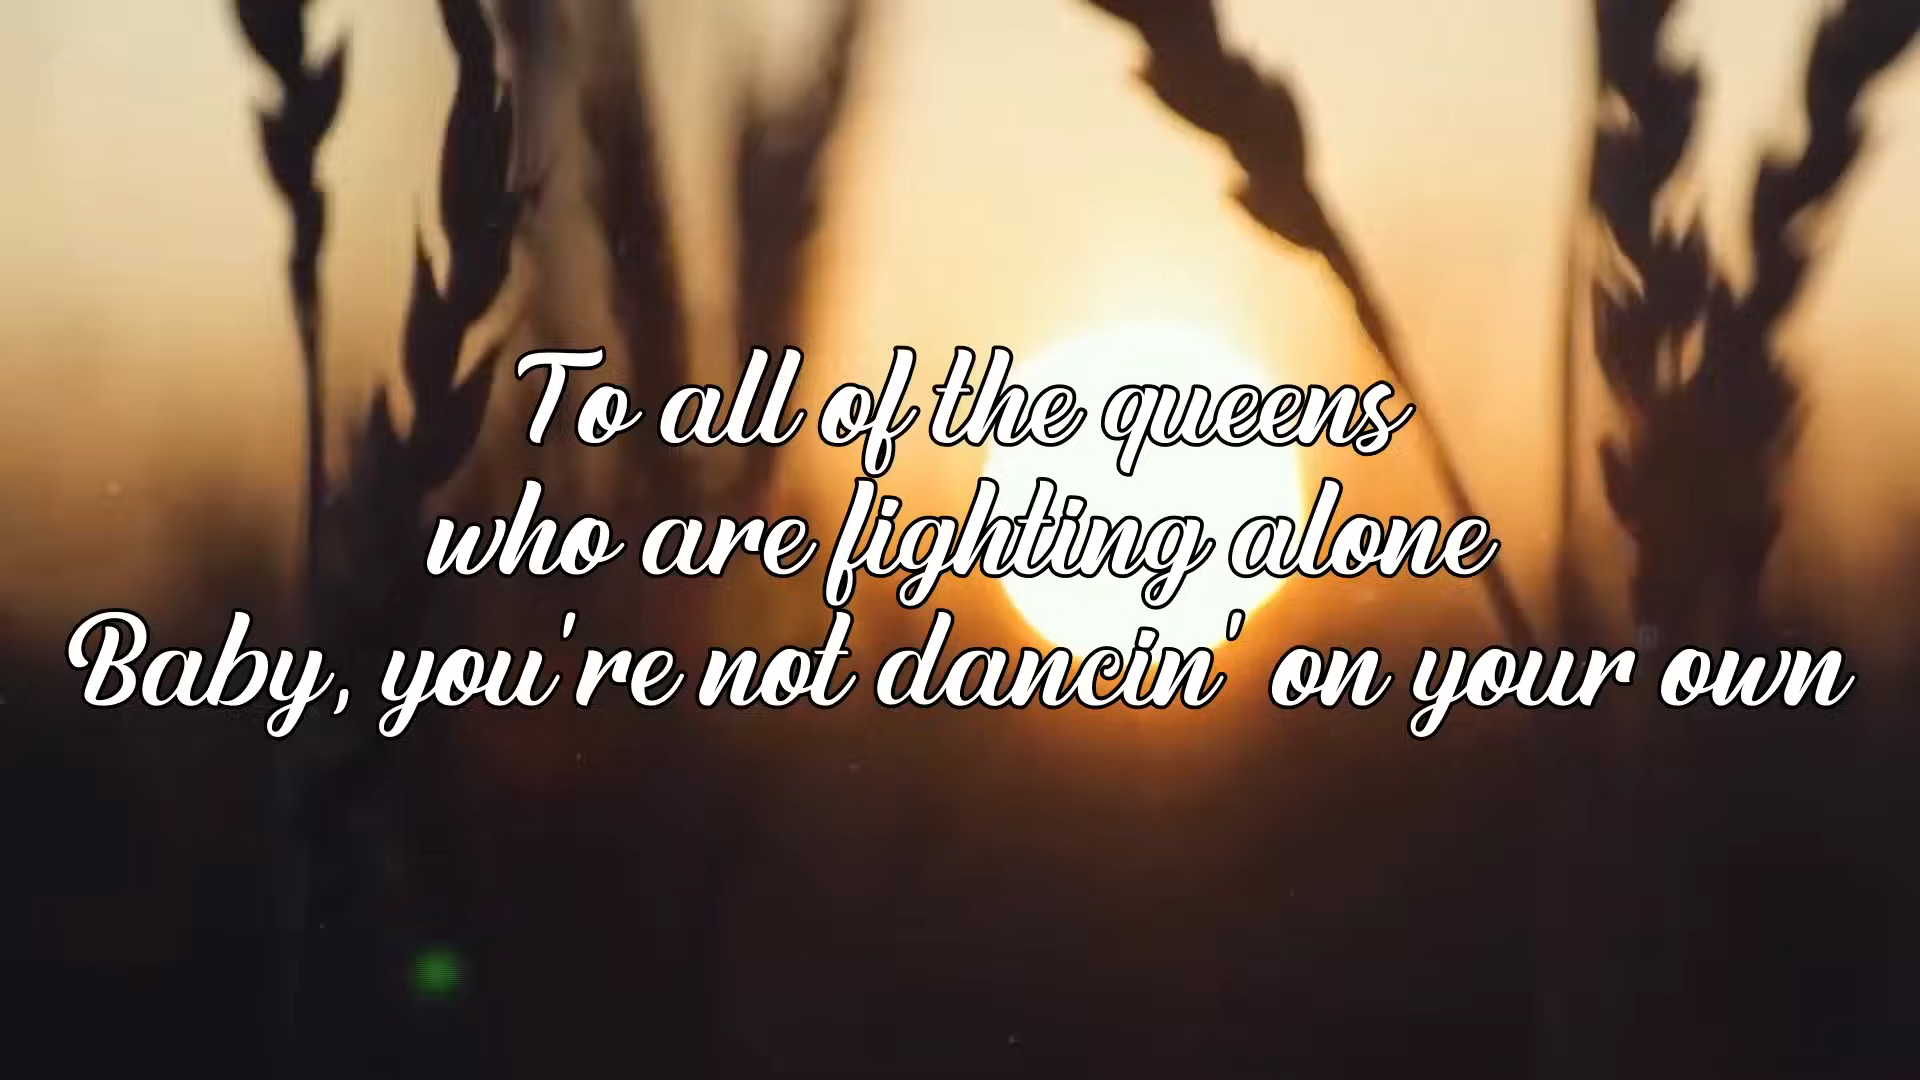 To all of the queens
who are fighting alone
Baby, you're not dancin' on your own